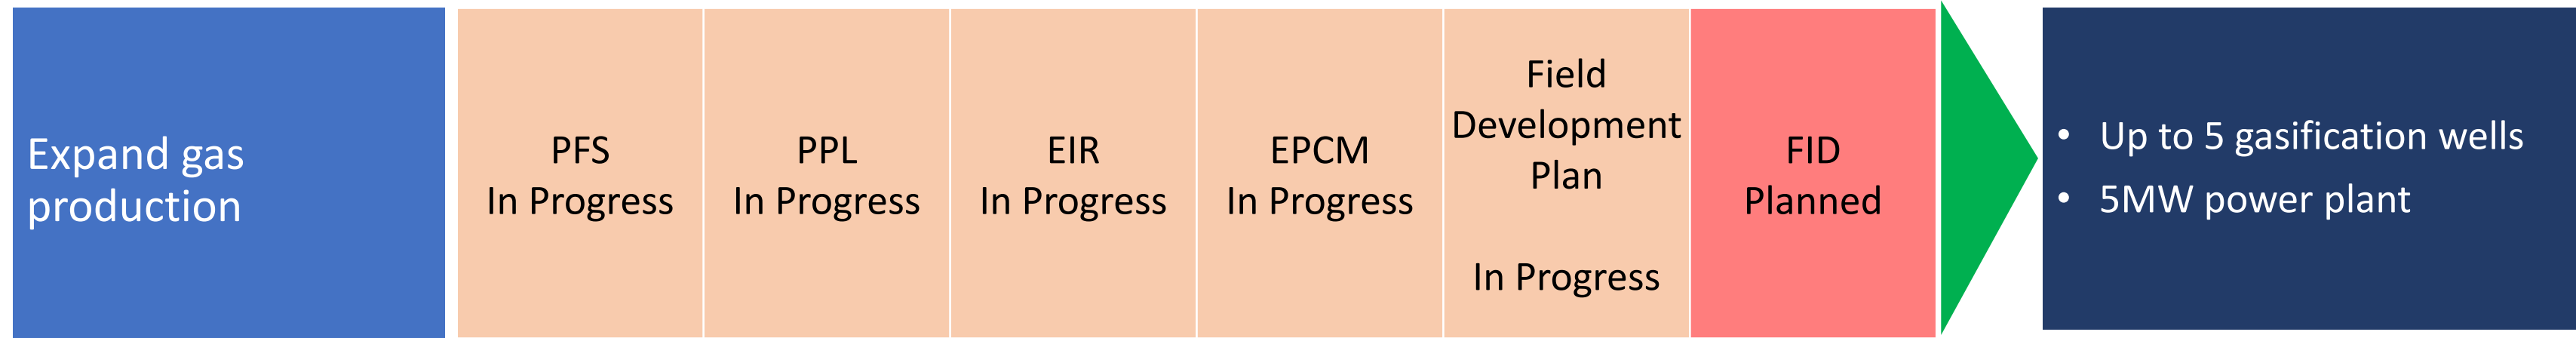 Expand gas
production
PFS
In Progress
PPL
In Progress
EIR
In Progress
EPCM
In Progress
Field
Development
Plan
In Progress
FID
Planned
• Up to 5 gasification wells
• 5MW power plant